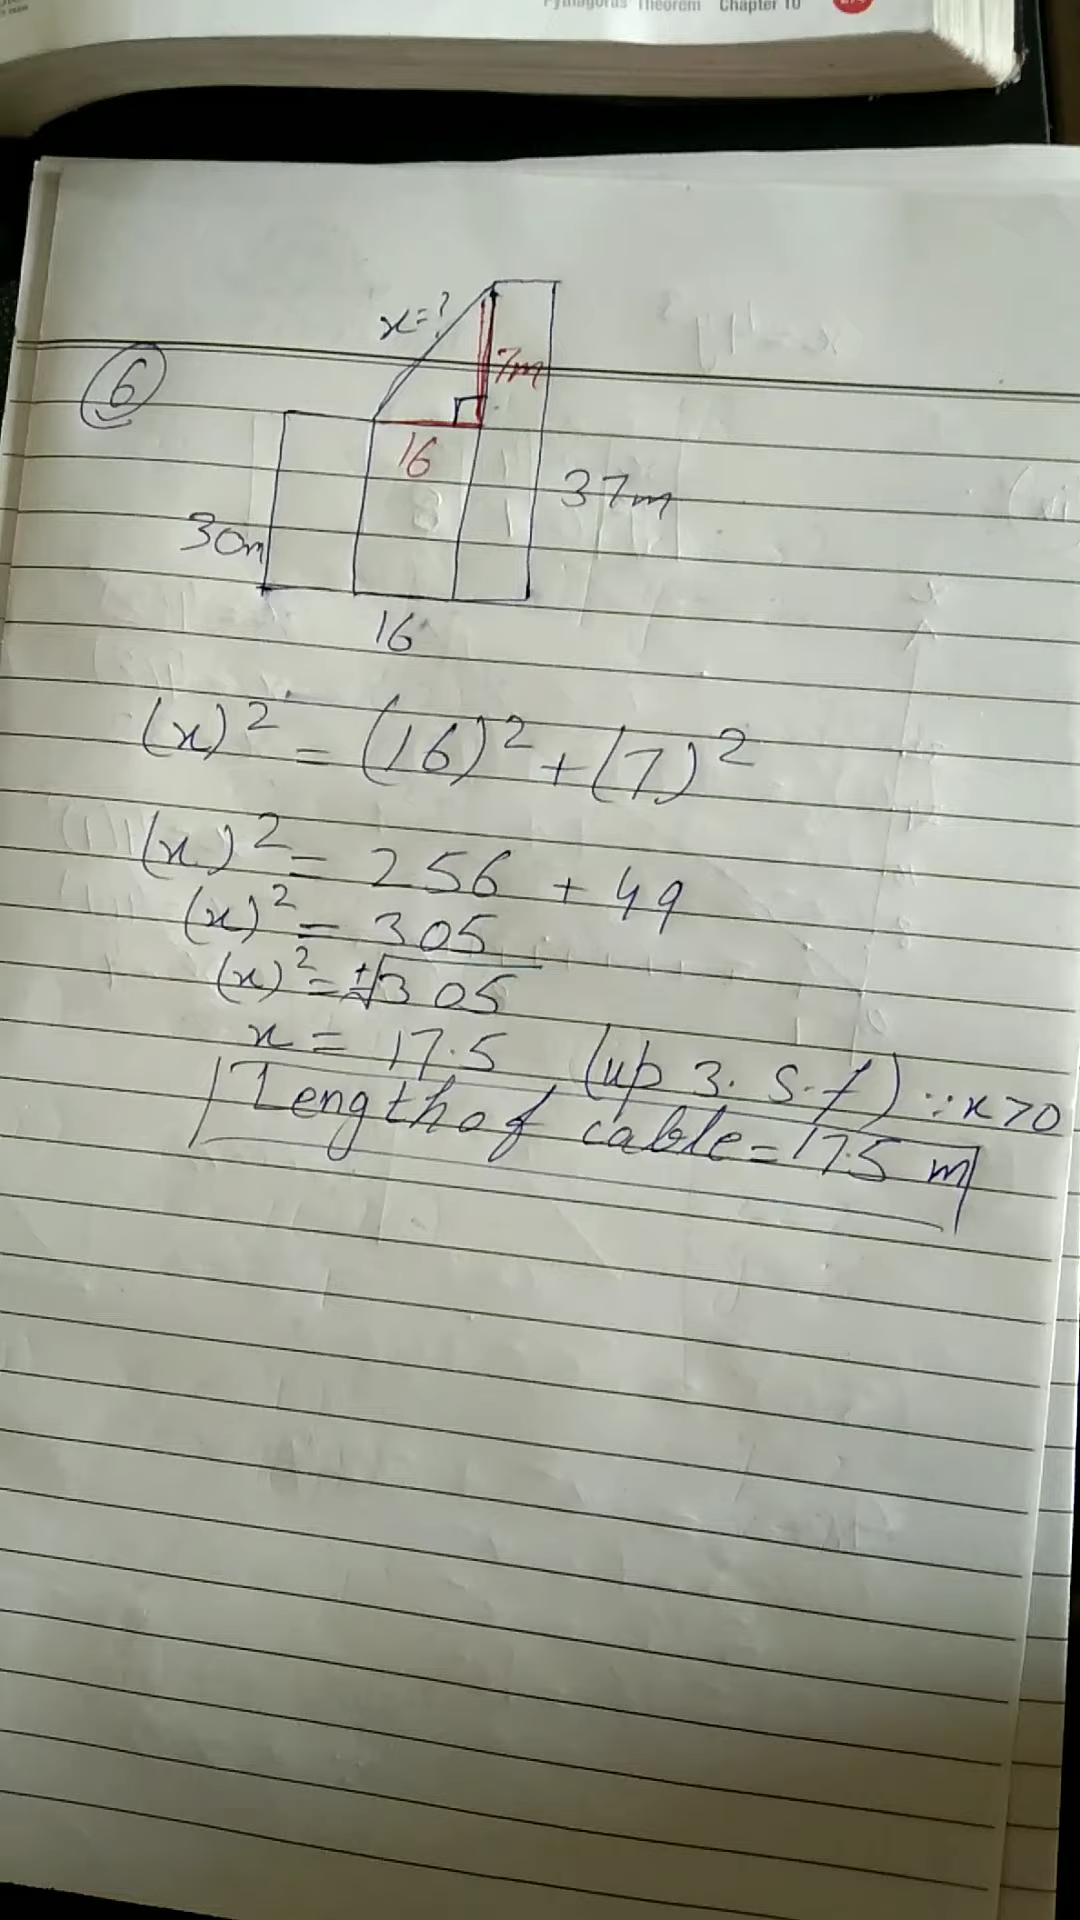 Pythagoras Theorem Chapter 10
6
x=?
7m
16
37m
30m
16
(x)² = (16)² + (7)²
(x)² = 256 + 49
(x)² = 305
(x)² = ±√305
x = 17.5 (up 3. S.f) ∵ x>0
Length of cable = 17.5 m